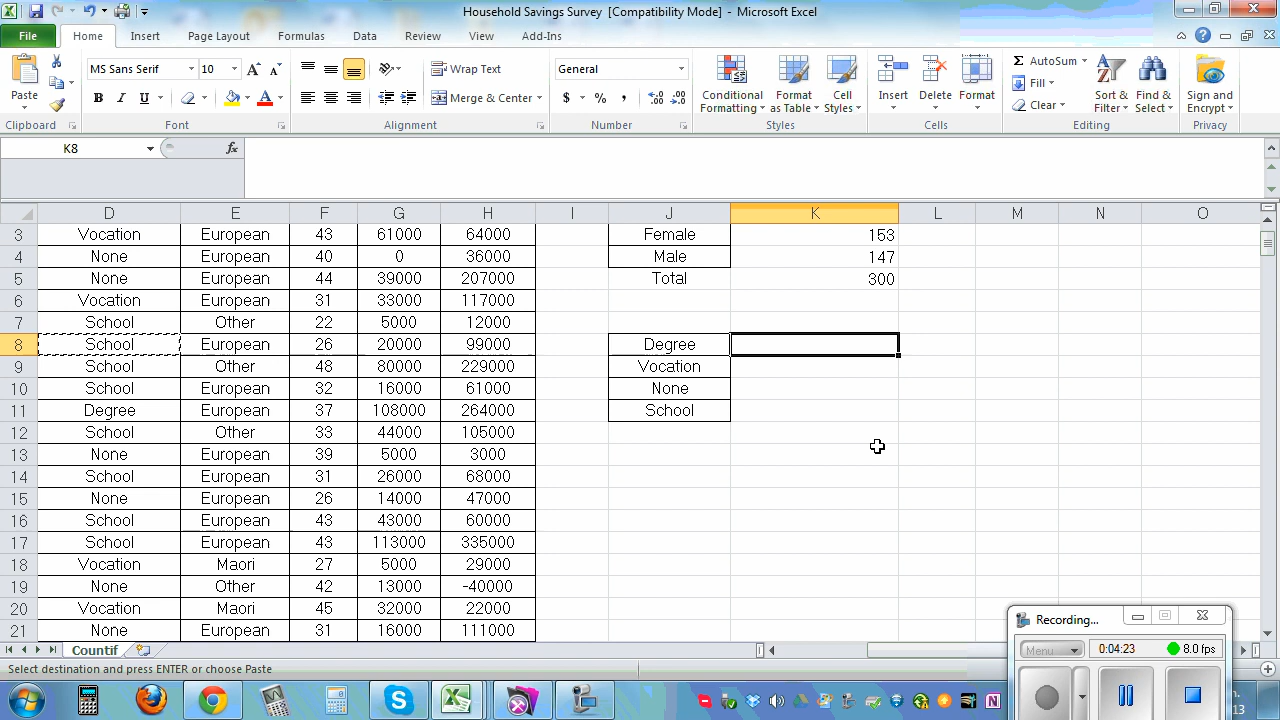 Household Savings Survey [Compatibility Mode] - Microsoft Excel
File Home Insert Page Layout Formulas Data Review View Add-Ins
Paste MS Sans Serif 10 Wrap Text General AutoSum
Fill
B I U A Merge & Center $ % , Conditional Formatting Format as Table Cell Styles Insert Delete Format Clear Sort & Filter Find & Select Sign and Encrypt
Clipboard Font Alignment Number Styles Cells Editing Privacy
K8 fx
D E F G H I J K L M N O
3 Vocation European 43 61000 64000 Female 153
4 None European 40 0 36000 Male 147
5 None European 44 39000 207000 Total 300
6 Vocation European 31 33000 117000
7 School Other 22 5000 12000
8 School European 26 20000 99000 Degree
9 School Other 48 80000 229000 Vocation
10 School European 32 16000 61000 None
11 Degree European 37 108000 264000 School
12 School Other 33 44000 105000
13 None European 39 5000 3000
14 School European 31 26000 68000
15 None European 26 14000 47000
16 School European 43 43000 60000
17 School European 43 113000 335000
18 Vocation Maori 27 5000 29000
19 None Other 42 13000 -40000
20 Vocation Maori 45 32000 22000
21 None European 31 16000 111000
Recording...
Menu 0:04:23 8.0 fps
Countif
Select destination and press ENTER or choose Paste